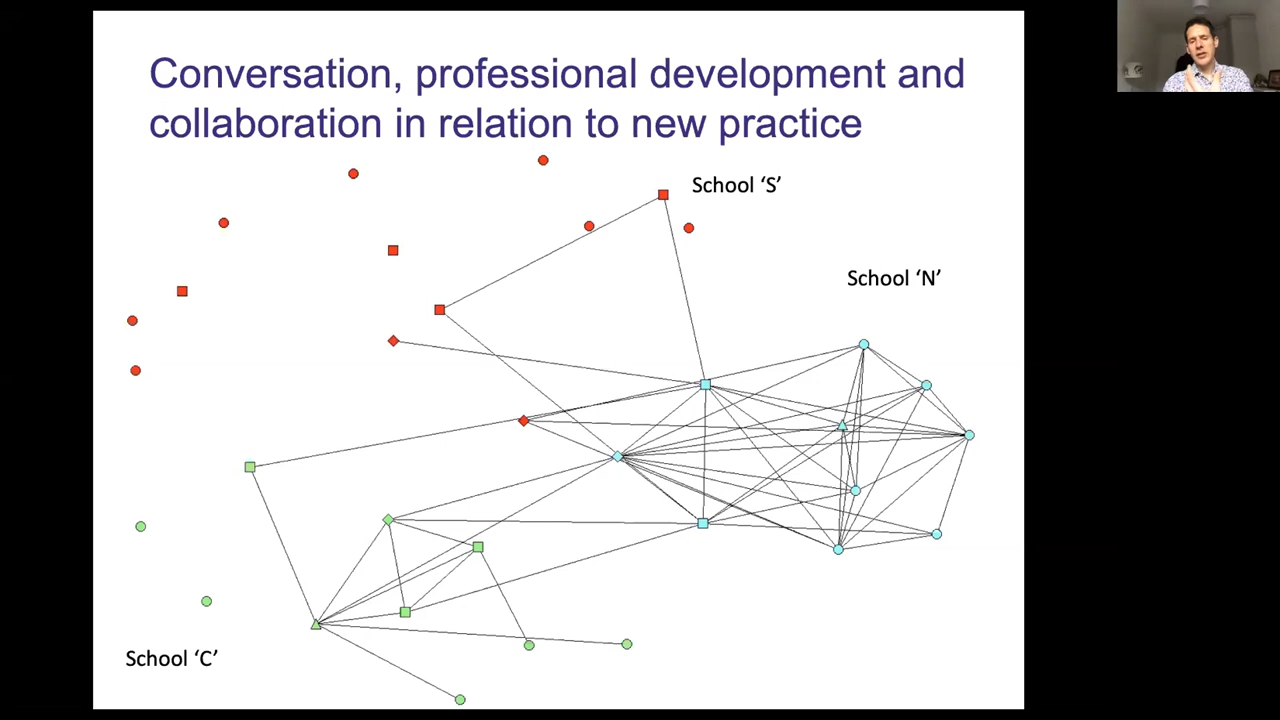 Conversation, professional development and
collaboration in relation to new practice
School ‘S’
School ‘N’
School ‘C’